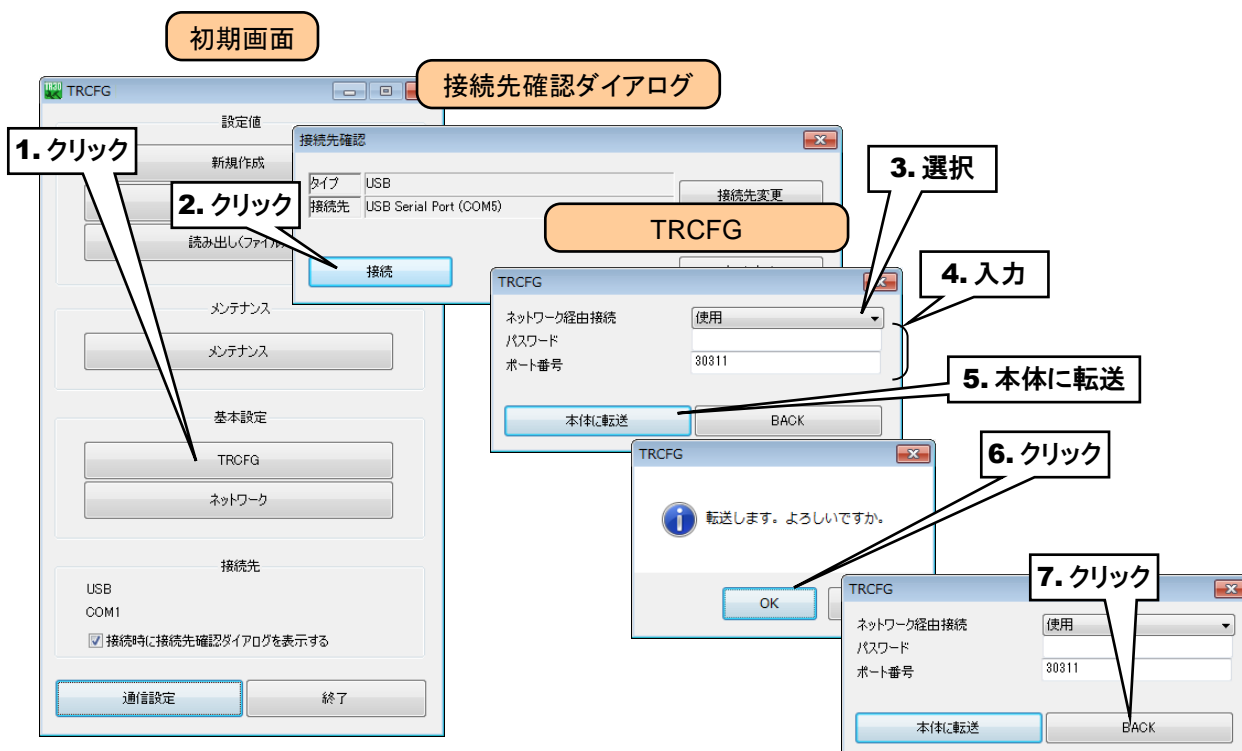 初期画面
TRCFG
接続先確認ダイアログ
設定値
1. クリック
新規作成
読み出し(ファイル
メンテナンス
メンテナンス
基本設定
TRCFG
ネットワーク
接続先
USB
COM1
接続時に接続先確認ダイアログを表示する
通信設定
終了
接続先確認
タイプ USB
接続先 USB Serial Port (COM5)
接続先変更
2. クリック
接続
TRCFG
3. 選択
TRCFG
ネットワーク経由接続 使用
パスワード
ポート番号 30311
4. 入力
本体に転送
BACK
5. 本体に転送
TRCFG
転送します。よろしいですか。
OK
6. クリック
TRCFG
7. クリック
ネットワーク経由接続 使用
パスワード
ポート番号 30311
本体に転送
BACK